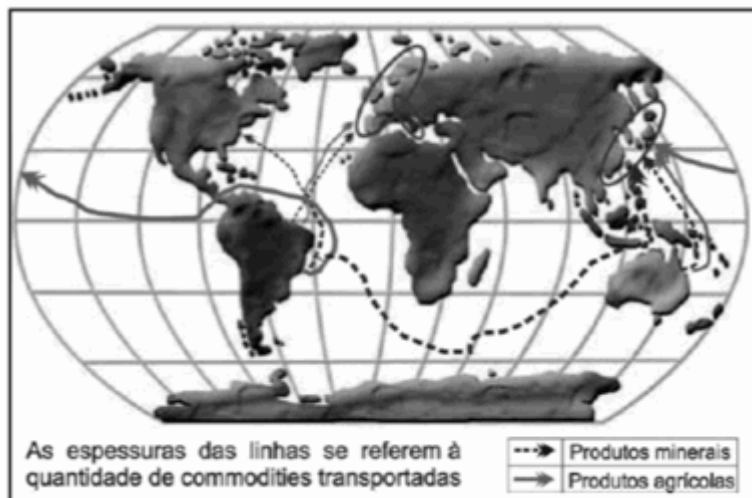 As espessuras das linhas se referem à
quantidade de commodities transportadas
Produtos minerais
Produtos agrícolas